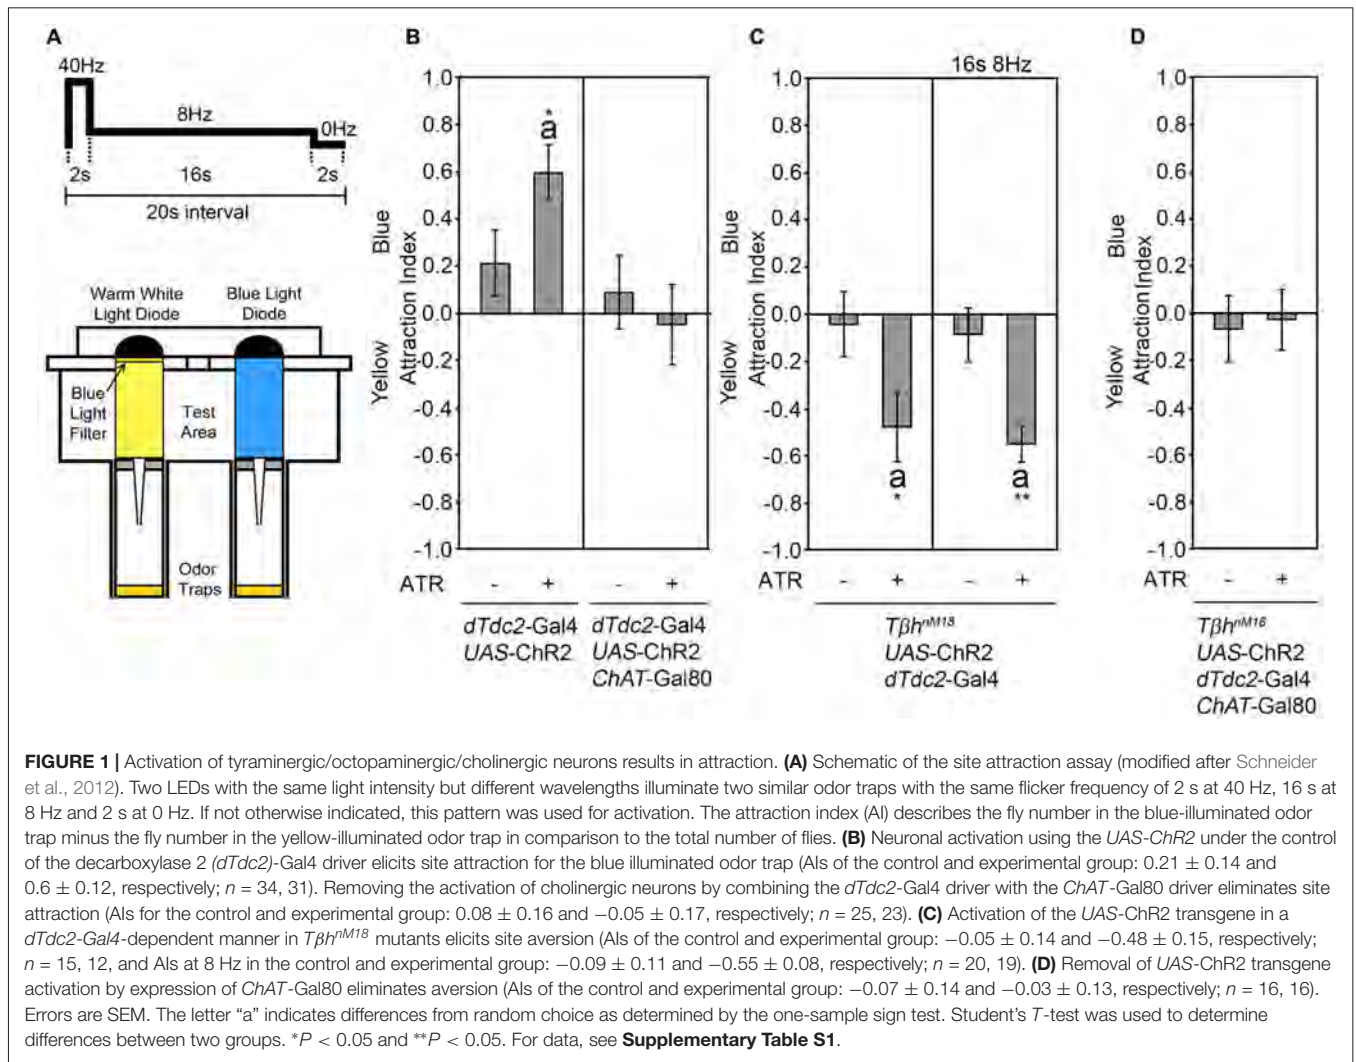 A
40Hz
8Hz
0Hz
2s
16s
2s
20s interval
Warm White
Light Diode
Blue Light
Diode
Blue
Light
Filter
Test
Area
Odor
Traps
B
1.0
0.8
0.6
0.4
0.2
0.0
-0.2
-0.4
-0.6
-0.8
-1.0
Yellow Blue
Attraction Index
*
a
ATR - + - +
dTdc2-Gal4
UAS-ChR2
dTdc2-Gal4
UAS-ChR2
ChAT-Gal80
C
16s 8Hz
1.0
0.8
0.6
0.4
0.2
0.0
-0.2
-0.4
-0.6
-0.8
-1.0
Yellow Blue
Attraction Index
a
*
a
**
ATR - + - +
TβhnM18
UAS-ChR2
dTdc2-Gal4
D
1.0
0.8
0.6
0.4
0.2
0.0
-0.2
-0.4
-0.6
-0.8
-1.0
Yellow Blue
Attraction Index
ATR - +
TβhnM18
UAS-ChR2
dTdc2-Gal4
ChAT-Gal80
FIGURE 1 | Activation of tyraminergic/octopaminergic/cholinergic neurons results in attraction. (A) Schematic of the site attraction assay (modified after Schneider
et al., 2012). Two LEDs with the same light intensity but different wavelengths illuminate two similar odor traps with the same flicker frequency of 2 s at 40 Hz, 16 s at
8 Hz and 2 s at 0 Hz. If not otherwise indicated, this pattern was used for activation. The attraction index (AI) describes the fly number in the blue-illuminated odor
trap minus the fly number in the yellow-illuminated odor trap in comparison to the total number of flies. (B) Neuronal activation using the UAS-ChR2 under the control
of the decarboxylase 2 (dTdc2)-Gal4 driver elicits site attraction for the blue illuminated odor trap (AIs of the control and experimental group: 0.21 ± 0.14 and
0.6 ± 0.12, respectively; n = 34, 31). Removing the activation of cholinergic neurons by combining the dTdc2-Gal4 driver with the ChAT-Gal80 driver eliminates site
attraction (AIs for the control and experimental group: 0.08 ± 0.16 and −0.05 ± 0.17, respectively; n = 25, 23). (C) Activation of the UAS-ChR2 transgene in a
dTdc2-Gal4-dependent manner in TβhnM18 mutants elicits site aversion (AIs of the control and experimental group: −0.05 ± 0.14 and −0.48 ± 0.15, respectively;
n = 15, 12, and AIs at 8 Hz in the control and experimental group: −0.09 ± 0.11 and −0.55 ± 0.08, respectively; n = 20, 19). (D) Removal of UAS-ChR2 transgene
activation by expression of ChAT-Gal80 eliminates aversion (AIs of the control and experimental group: −0.07 ± 0.14 and −0.03 ± 0.13, respectively; n = 16, 16).
Errors are SEM. The letter “a” indicates differences from random choice as determined by the one-sample sign test. Student’s T-test was used to determine
differences between two groups. *P < 0.05 and **P < 0.05. For data, see Supplementary Table S1.